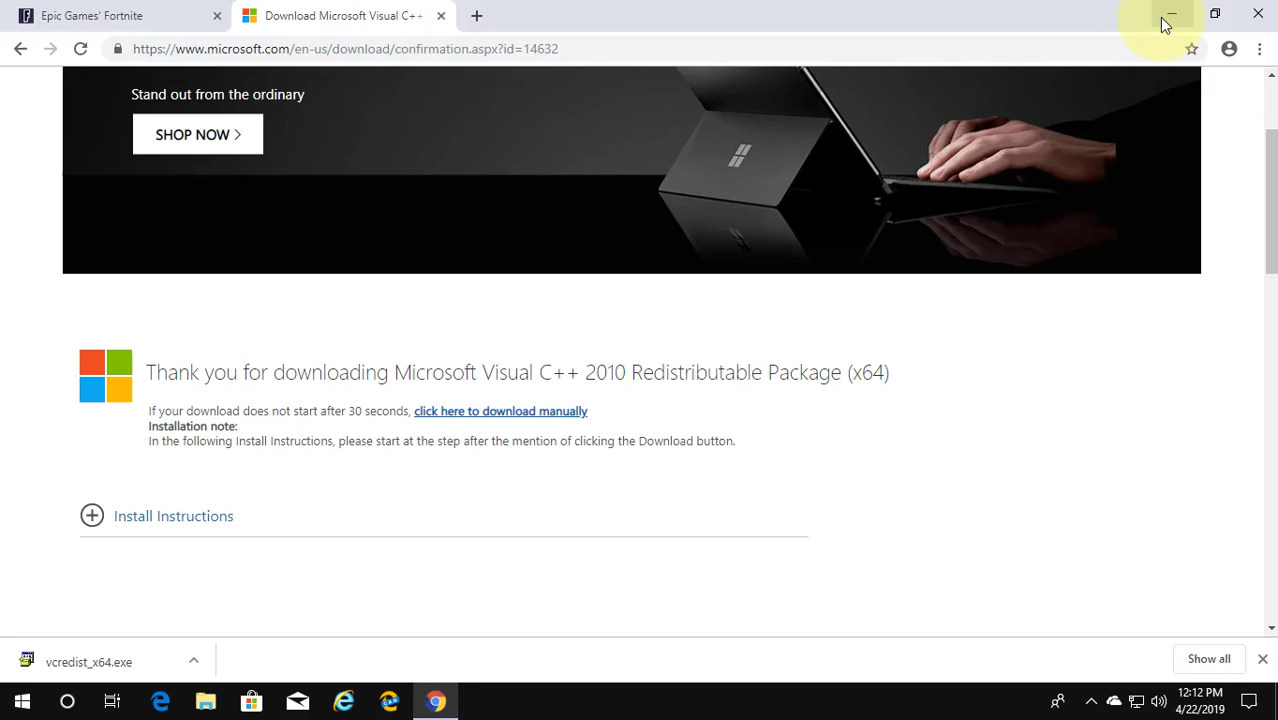 Epic Games' Fortnite
Download Microsoft Visual C++
https://www.microsoft.com/en-us/download/confirmation.aspx?id=14632
Stand out from the ordinary
SHOP NOW >
Thank you for downloading Microsoft Visual C++ 2010 Redistributable Package (x64)
If your download does not start after 30 seconds, click here to download manually
Installation note:
In the following Install Instructions, please start at the step after the mention of clicking the Download button.
Install Instructions
vcredist_x64.exe
Show all
12:12 PM
4/22/2019